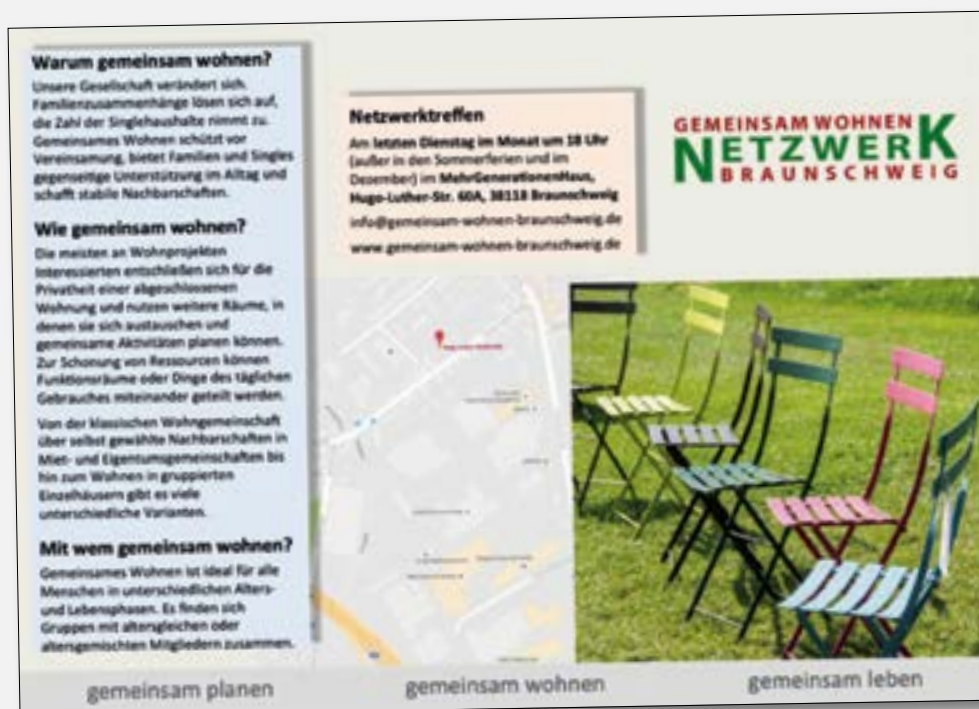 Warum gemeinsam wohnen?
Unsere Gesellschaft verändert sich.
Familienzusammenhänge lösen sich auf,
die Zahl der Singlehaushalte nimmt zu.
Gemeinsames Wohnen schützt vor
Vereinsamung, bietet Familien und Singles
gegenseitige Unterstützung im Alltag und
schafft stabile Nachbarschaften.
Wie gemeinsam wohnen?
Die meisten an Wohnprojekten
Interessierten entschließen sich für die
Privatheit einer abgeschlossenen
Wohnung und nutzen weitere Räume, in
denen sie sich austauschen und
gemeinsame Aktivitäten planen können.
Zur Schonung von Ressourcen können
Funktionsräume oder Dinge des täglichen
Gebrauches miteinander geteilt werden.
Von der klassischen Wohngemeinschaft
über selbst gewählte Nachbarschaften in
Miet- und Eigentumsgemeinschaften bis
hin zum Wohnen in gruppierten
Einzelhäusern gibt es viele
unterschiedliche Varianten.
Mit wem gemeinsam wohnen?
Gemeinsames Wohnen ist ideal für alle
Menschen in unterschiedlichen Alters-
und Lebensphasen. Es finden sich
Gruppen mit altersgleichen oder
altersgemischten Mitgliedern zusammen.
Netzwerktreffen
Am letzten Dienstag im Monat um 18 Uhr
(außer in den Sommerferien und im
Dezember) im MehrGenerationenHaus,
Hugo-Luther-Str. 60A, 38118 Braunschweig
info@gemeinsam-wohnen-braunschweig.de
www.gemeinsam-wohnen-braunschweig.de
GEMEINSAM WOHNEN
NETZWERK
BRAUNSCHWEIG
gemeinsam planen
gemeinsam wohnen
gemeinsam leben